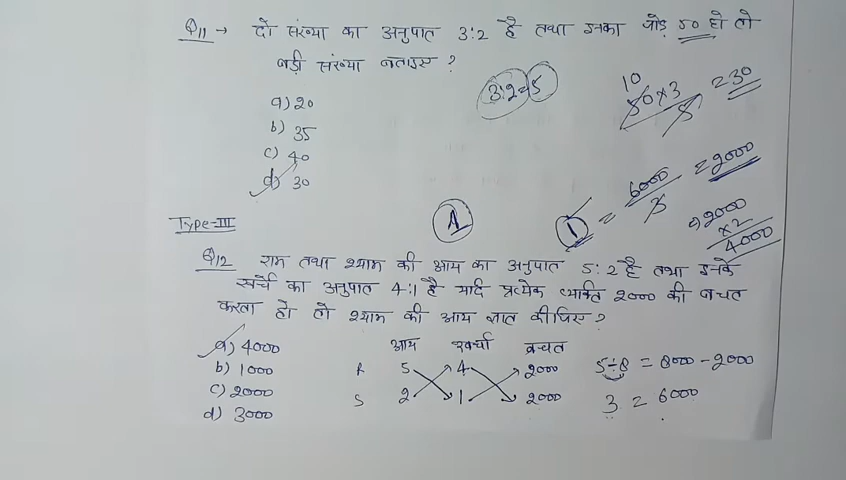 Q11 → दो संख्या का अनुपात 3:2 है तथा इनका जोड़ 50 हो तो
बड़ी संख्या बताइए ?
3:2=5
10
50×3 = 30
5
a) 20
b) 35
c) 40
d) 30
Type-III
A
1 = 6000 = 2000
3
2000
×2
4000
Q12 राम तथा श्याम की आय का अनुपात 5:2 है तथा इनके
खर्चे का अनुपात 4:1 है यदि प्रत्येक व्यक्ति 2000 की बचत
करता हो तो श्याम की आय ज्ञात कीजिए ?
a) 4000
b) 1000
c) 2000
d) 3000
आय खर्चा बचत
R 5 4 2000
S 2 1 2000
5÷8 = 8000-2000
3 = 6000